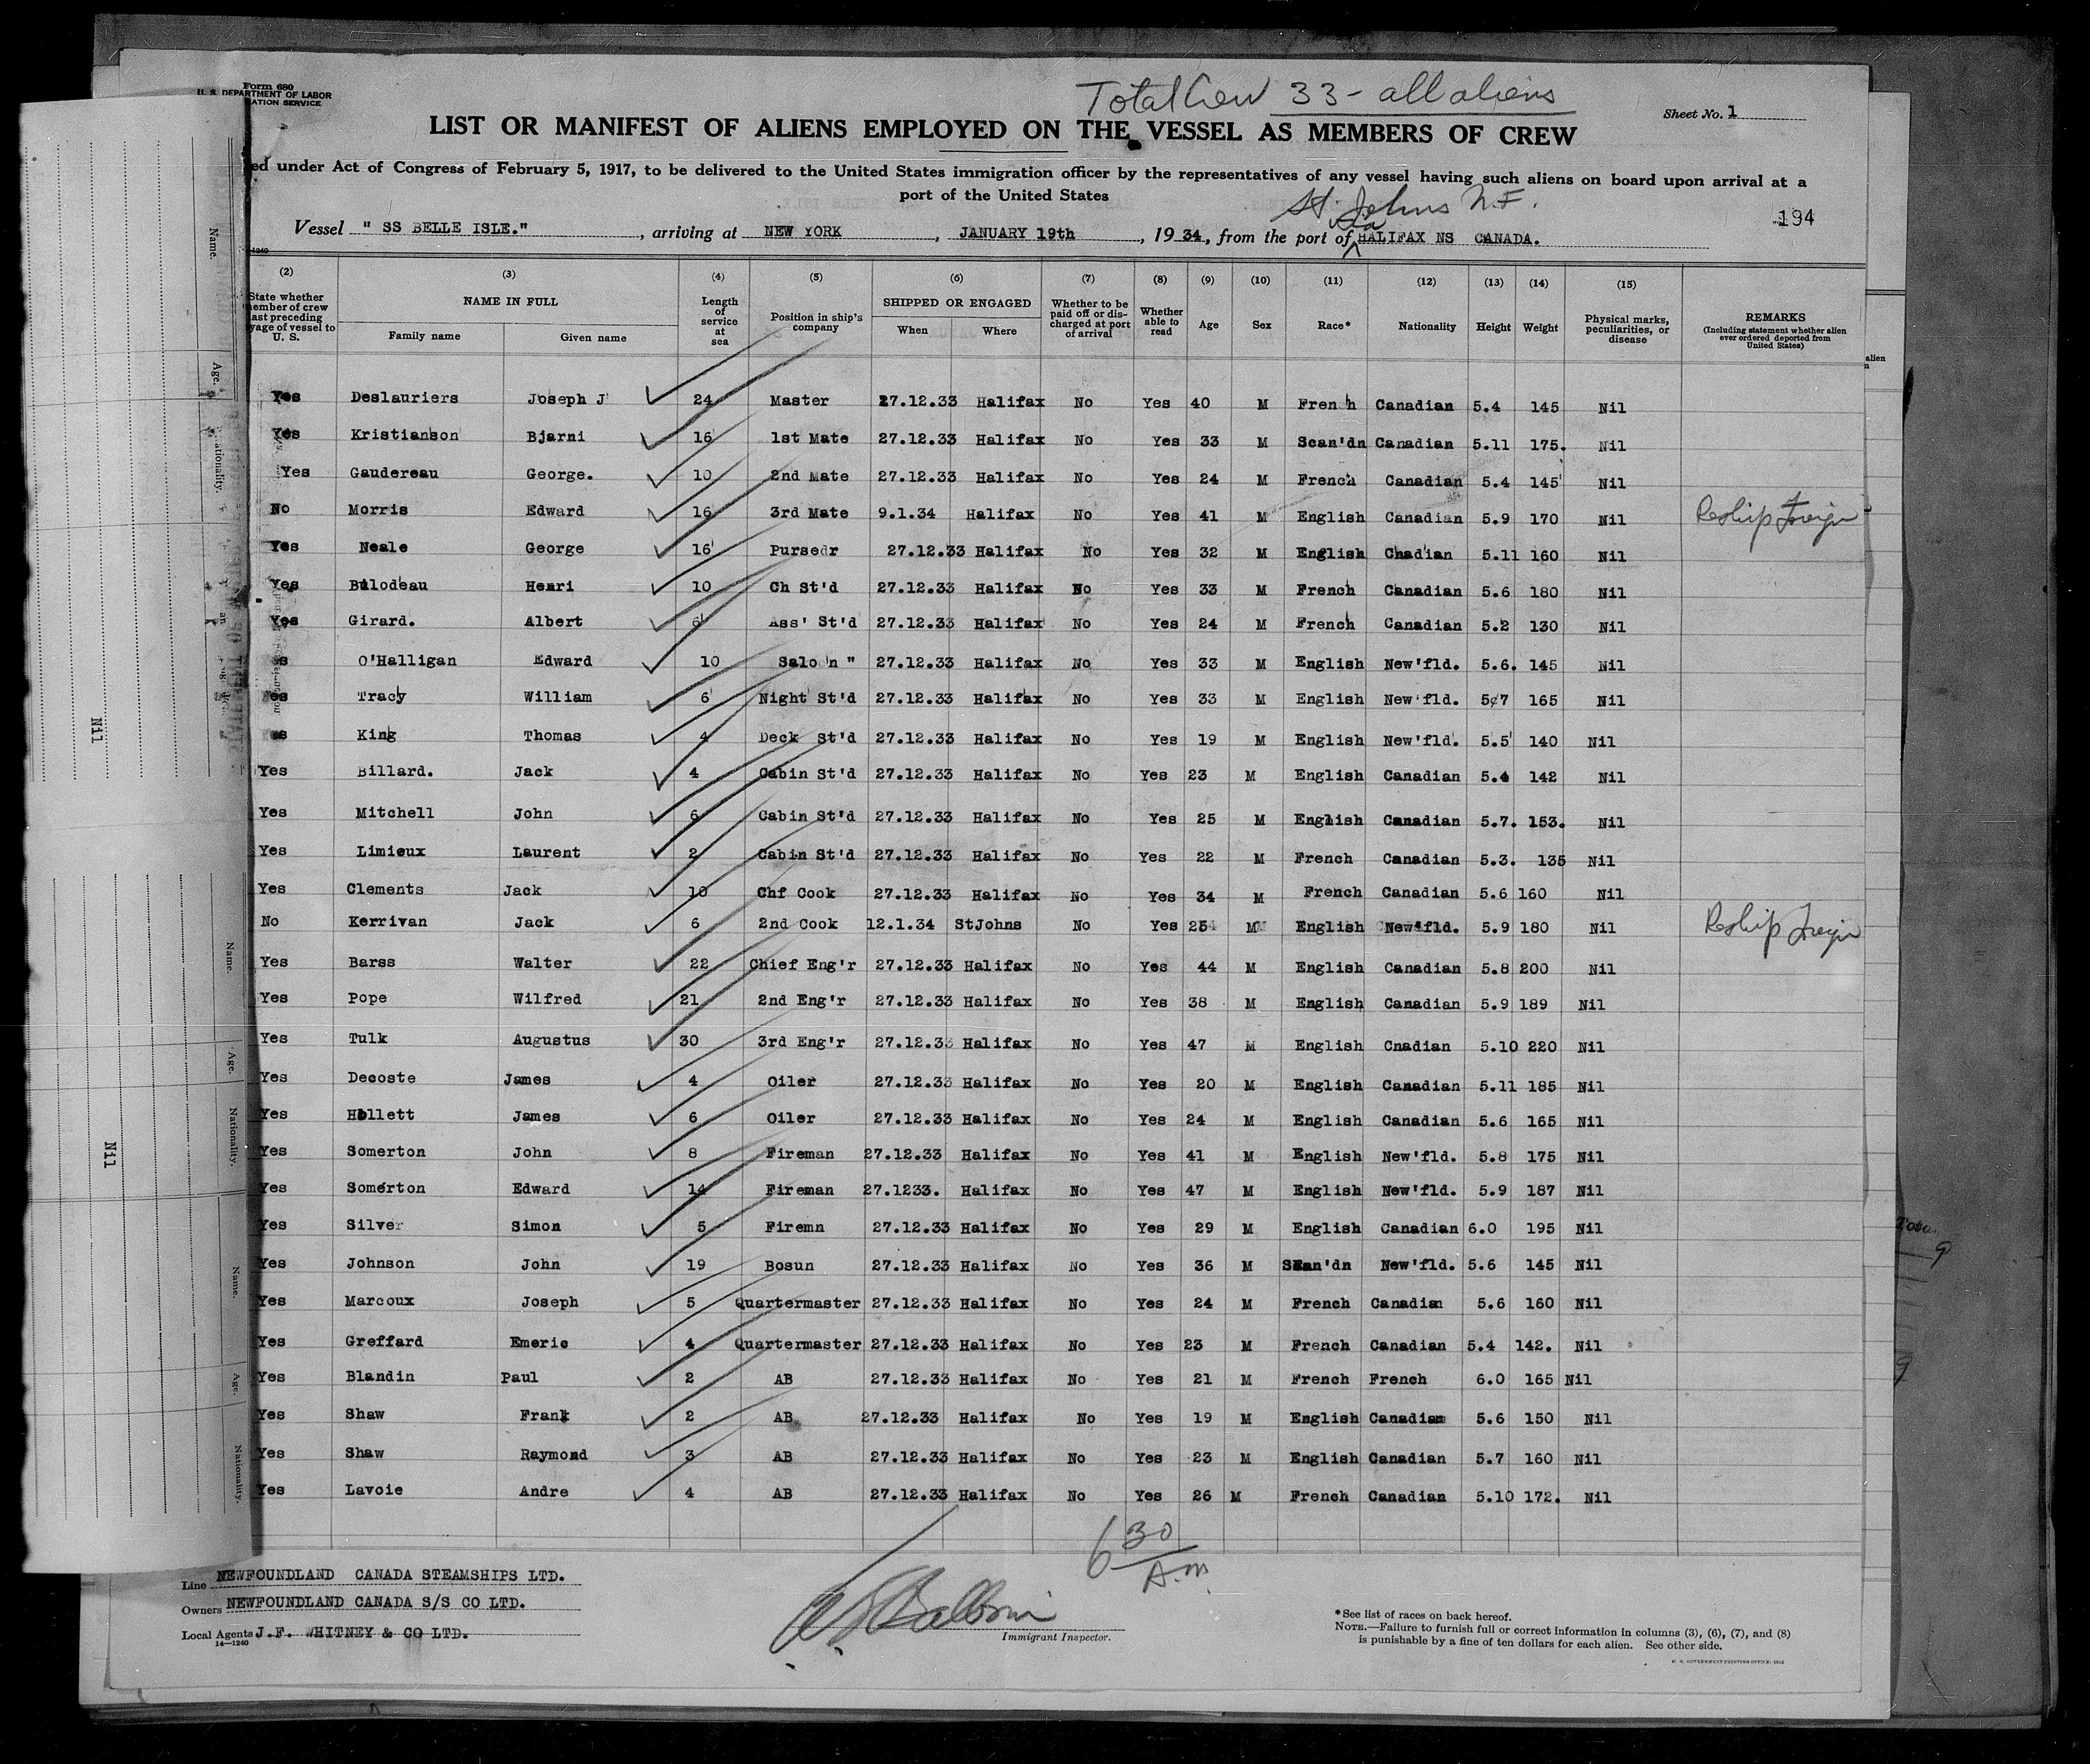 Form 680
U. S. DEPARTMENT OF LABOR
ATION SERVICE
Total Crew 33 - all aliens
Sheet No. 1
LIST OR MANIFEST OF ALIENS EMPLOYED ON THE VESSEL AS MEMBERS OF CREW
ed under Act of Congress of February 5, 1917, to be delivered to the United States immigration officer by the representatives of any vessel having such aliens on board upon arrival at a
port of the United States
St. Johns N.F.
via
194
Vessel " SS BELLE ISLE." , arriving at NEW YORK , JANUARY 19th , 19 34, from the port of HALIFAX NS CANADA.
(2) (3) (4) (5) (6) (7) (8) (9) (10) (11) (12) (13) (14) (15)
State whether member of crew last preceding voyage of vessel to U. S. NAME IN FULL Family name Given name Length of service at sea Position in ship's company SHIPPED OR ENGAGED When Where Whether to be paid off or discharged at port of arrival Whether able to read Age Sex Race* Nationality Height Weight Physical marks, peculiarities, or disease REMARKS (Including statement whether alien ever ordered deported from United States)
Yes Deslauriers Joseph J 24 Master 27.12.33 Halifax No Yes 40 M Fren h Canadian 5.4 145 Nil
Yes Kristianson Bjarni 16 1st Mate 27.12.33 Halifax No Yes 33 M Scan'dn Canadian 5.11 175. Nil
Yes Gaudereau George. 10 2nd Mate 27.12.33 Halifax No Yes 24 M French Canadian 5.4 145 Nil
No Morris Edward 16 3rd Mate 9.1.34 Halifax No Yes 41 M English Canadian 5.9 170 Nil Reship Foreign
Yes Neale George 16 Pursedr 27.12.33 Halifax No Yes 32 M English Cnadian 5.11 160 Nil
Yes Bilodeau Henri 10 Ch St'd 27.12.33 Halifax No Yes 33 M French Canadian 5.6 180 Nil
Yes Girard. Albert 6 Ass' St'd 27.12.33 Halifax No Yes 24 M French Canadian 5.2 130 Nil
es O'Halligan Edward 10 Salo n " 27.12.33 Halifax No Yes 33 M English New'fld. 5.6. 145 Nil
es Tracy William 6 Night St'd 27.12.33 Halifax No Yes 33 M English New'fld. 5¢7 165 Nil
es King Thomas 4 Deck St'd 27.12.33 Halifax No Yes 19 M English New'fld. 5.5 140 Nil
Yes Billard. Jack 4 Cabin St'd 27.12.33 Halifax No Yes 23 M English Canadian 5.4 142 Nil
Yes Mitchell John 6 Cabin St'd 27.12.33 Halifax No Yes 25 M English Canadian 5.7. 153. Nil
Yes Limieux Laurent 2 Cabin St'd 27.12.33 Halifax No Yes 22 M French Canadian 5.3. 135 Nil
Yes Clements Jack 10 Chf Cook 27.12.33 Halifax No Yes 34 M French Canadian 5.6 160 Nil
No Kerrivan Jack 6 2nd Cook 12.1.34 StJohns No Yes 25 M English New'fld. 5.9 180 Nil Reship Foreign
Yes Barss Walter 22 Chief Eng'r 27.12.33 Halifax No Yes 44 M English Canadian 5.8 200 Nil
Yes Pope Wilfred 21 2nd Eng'r 27.12.33 Halifax No Yes 38 M English Canadian 5.9 189 Nil
Yes Tulk Augustus 30 3rd Eng'r 27.12.33 Halifax No Yes 47 M English Cnadian 5.10 220 Nil
Yes Decoste James 4 Oiler 27.12.33 Halifax No Yes 20 M English Canadian 5.11 185 Nil
Yes Hollett James 6 Oiler 27.12.33 Halifax No Yes 24 M English Canadian 5.6 165 Nil
Yes Somerton John 8 Fireman 27.12.33 Halifax No Yes 41 M English New'fld. 5.8 175 Nil
Yes Somerton Edward 14 Fireman 27.1233. Halifax No Yes 47 M English New'fld. 5.9 187 Nil
Yes Silver Simon 5 Firemn 27.12.33 Halifax No Yes 29 M English Canadian 6.0 195 Nil
Yes Johnson John 19 Bosun 27.12.33 Halifax No Yes 36 M Scan'dn New'fld. 5.6 145 Nil
Yes Marcoux Joseph 5 Quartermaster 27.12.33 Halifax No Yes 24 M French Canadian 5.6 160 Nil
Yes Greffard Emeric 4 Quartermaster 27.12.33 Halifax No Yes 23 M French Canadian 5.4 142. Nil
Yes Blandin Paul 2 AB 27.12.33 Halifax No Yes 21 M French French 6.0 165 Nil
Yes Shaw Frank 2 AB 27.12.33 Halifax No Yes 19 M English Canadian 5.6 150 Nil
Yes Shaw Raymond 3 AB 27.12.33 Halifax No Yes 23 M English Canadian 5.7 160 Nil
Yes Lavoie Andre 4 AB 27.12.33 Halifax No Yes 26 M French Canadian 5.10 172. Nil
6 30 A.m.
Line NEWFOUNDLAND CANADA STEAMSHIPS LTD.
Owners NEWFOUNDLAND CANADA S/S CO LTD.
Local Agents J.F. WHITNEY & CO LTD.
14—1240
Immigrant Inspector.
*See list of races on back hereof.
NOTE.—Failure to furnish full or correct information in columns (3), (6), (7), and (8)
is punishable by a fine of ten dollars for each alien. See other side.
Name.
Age.
Nil
Name.
Age.
Nationality.
Nil
Name.
Age.
Nationality.